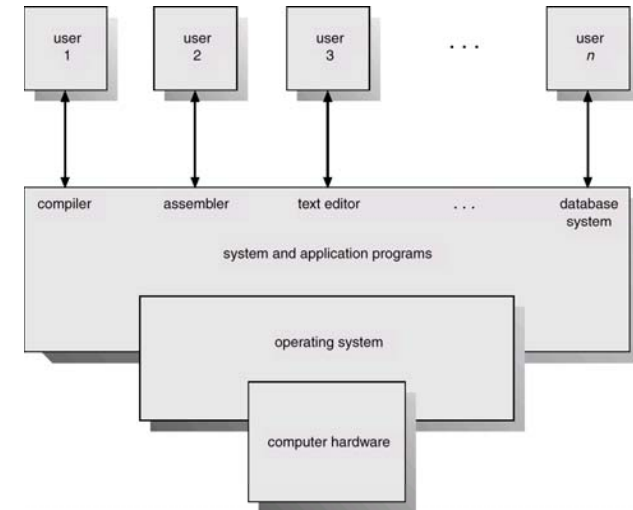 user
1
user
2
user
3
. . .
user
n
compiler
assembler
text editor
. . .
database
system
system and application programs
operating system
computer hardware